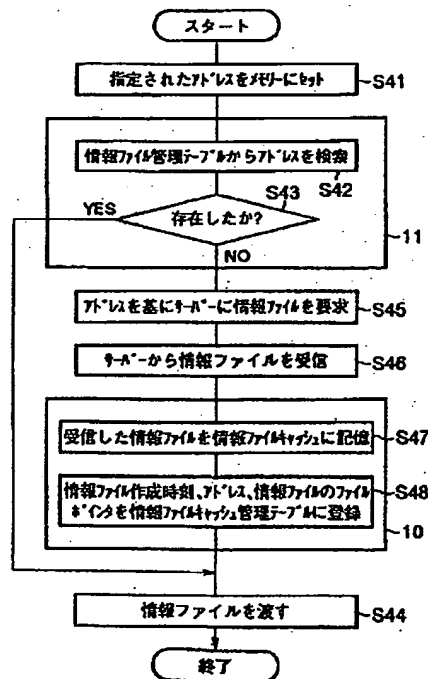 スタート
指定されたアドレスをメモリーにセット
S41
情報ファイル管理テーブルからアドレスを検索
S42
S43
YES
存在したか?
11
NO
アドレスを基にサーバーに情報ファイルを要求
S45
サーバーから情報ファイルを受信
S46
受信した情報ファイルを情報ファイルキャッシュに記憶
S47
情報ファイル作成時刻、アドレス、情報ファイルのファイル
S48
ポインタを情報ファイルキャッシュ管理テーブルに登録
10
情報ファイルを渡す
S44
終了